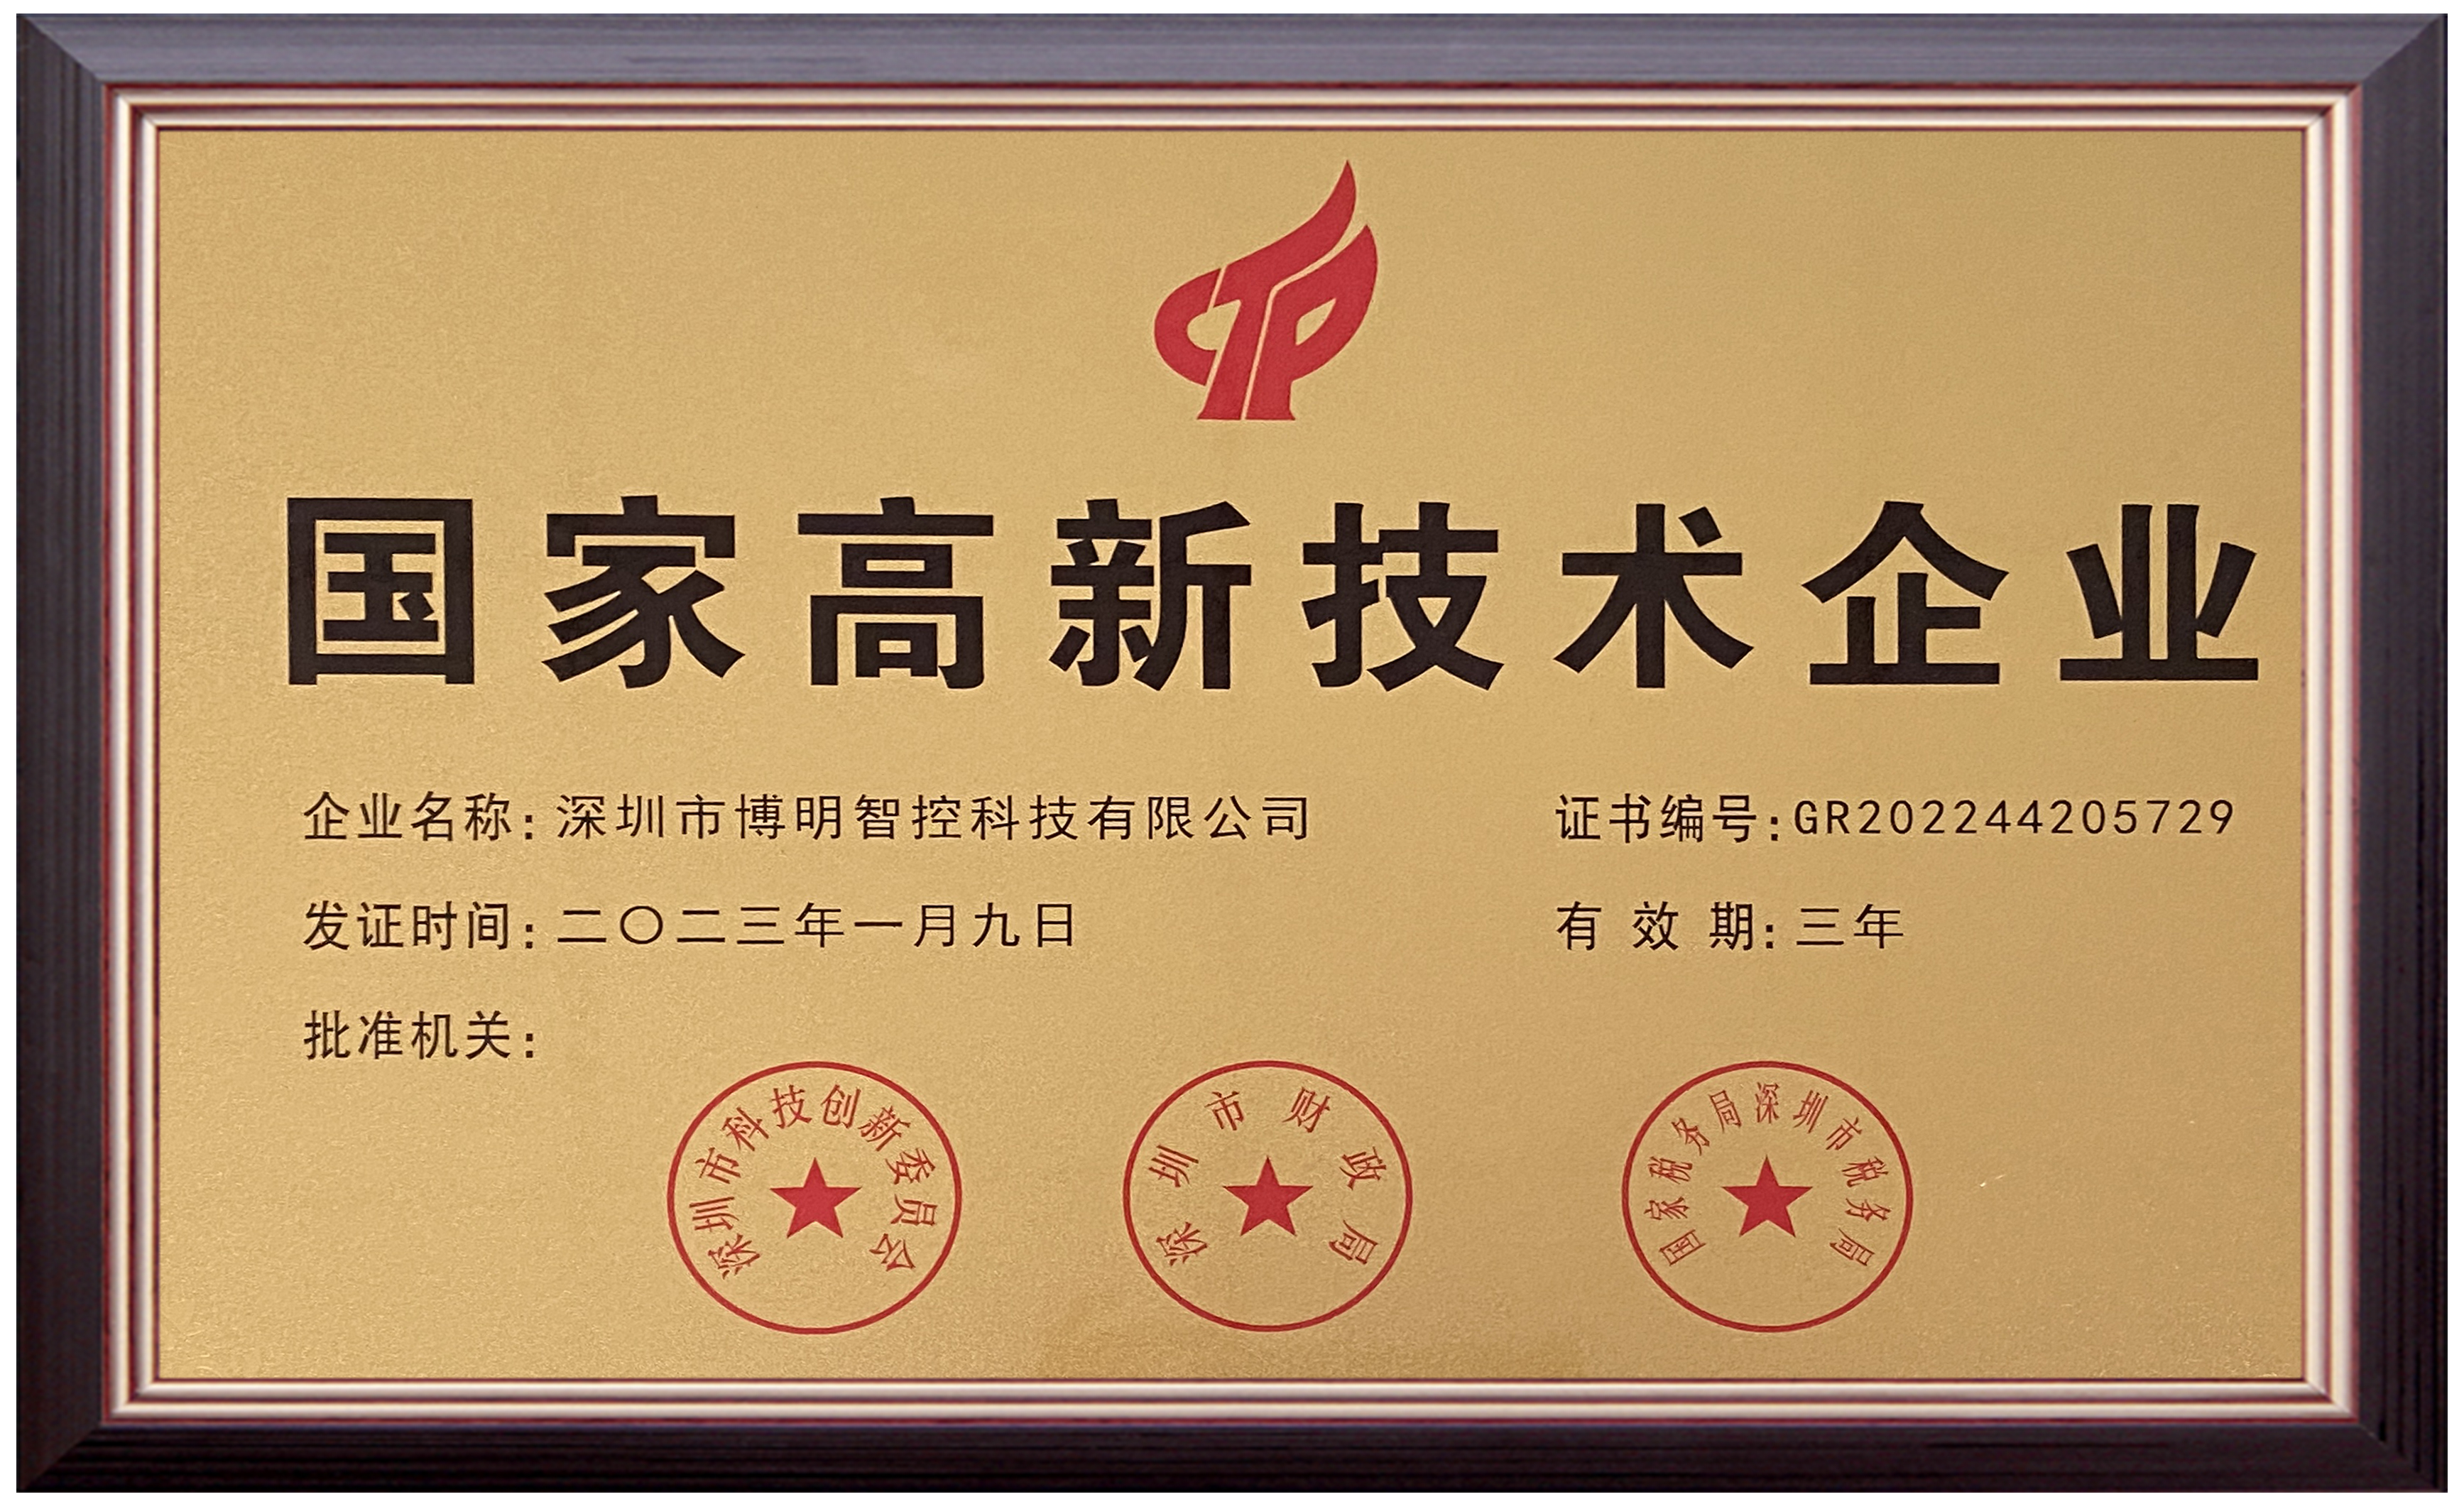 国家高新技术企业
企业名称：深圳市博明智控科技有限公司
证书编号：GR202244205729
发证时间：二〇二三年一月九日
有 效 期：三年
批准机关：
深圳市科技创新委员会
深圳市财政局
国家税务局深圳市税务局